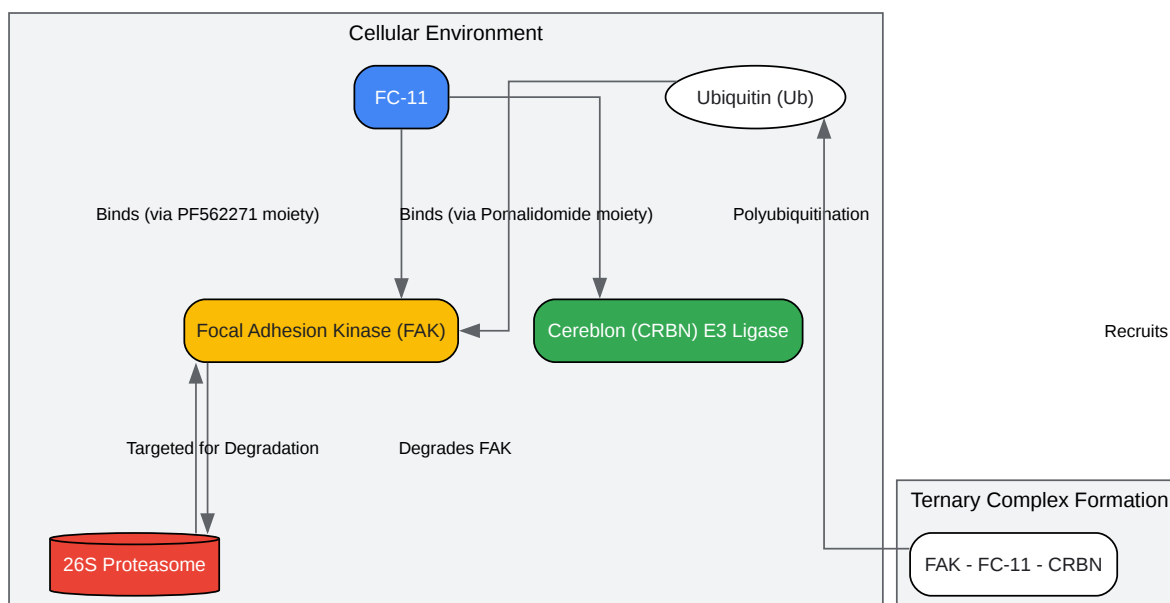 Cellular Environment
FC-11
Ubiquitin (Ub)
Binds (via PF562271 moiety)
Binds (via Pomalidomide moiety)
Polyubiquitination
Focal Adhesion Kinase (FAK)
Cereblon (CRBN) E3 Ligase
Recruits
Targeted for Degradation
Degrades FAK
Ternary Complex Formation
26S Proteasome
FAK - FC-11 - CRBN